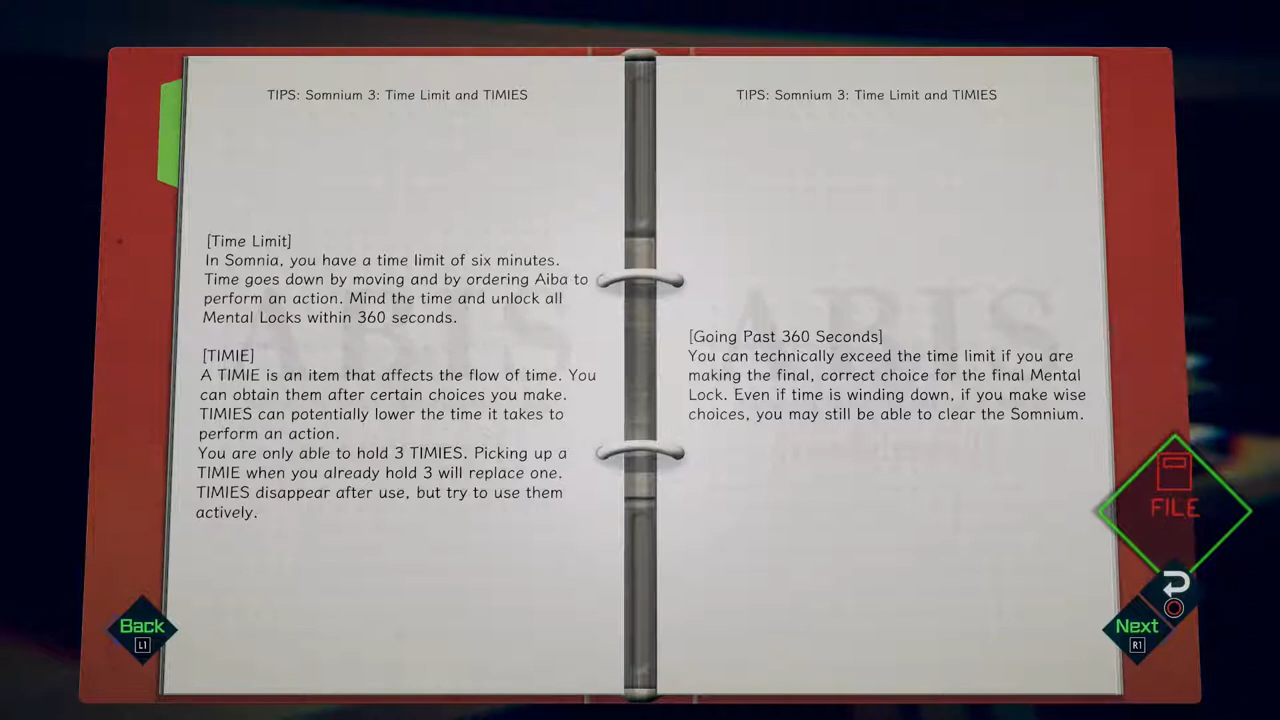 TIPS: Somnium 3: Time Limit and TIMIES
[Time Limit]
In Somnia, you have a time limit of six minutes.
Time goes down by moving and by ordering Aiba to
perform an action. Mind the time and unlock all
Mental Locks within 360 seconds.
[TIMIE]
A TIMIE is an item that affects the flow of time. You
can obtain them after certain choices you make.
TIMIES can potentially lower the time it takes to
perform an action.
You are only able to hold 3 TIMIES. Picking up a
TIMIE when you already hold 3 will replace one.
TIMIES disappear after use, but try to use them
actively.
TIPS: Somnium 3: Time Limit and TIMIES
[Going Past 360 Seconds]
You can technically exceed the time limit if you are
making the final, correct choice for the final Mental
Lock. Even if time is winding down, if you make wise
choices, you may still be able to clear the Somnium.
ABIS
ABIS
FILE
Back
L1
Next
R1